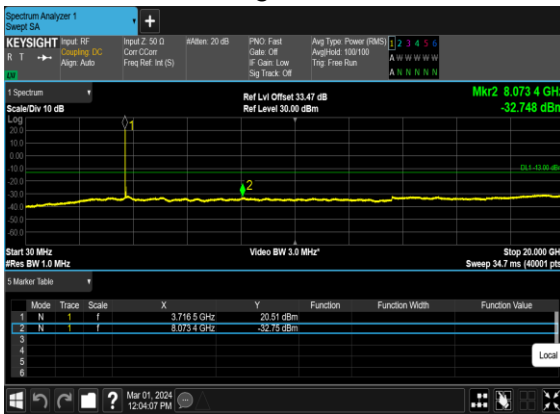 Spectrum Analyzer 1
Swept SA
KEYSIGHT Input: RF Input Z: 50 Ω #Atten: 20 dB PNO: Fast Avg Type: Power (RMS) 1 2 3 4 5 6
R T Coupling: DC Corr CCorr Gate: Off Avg|Hold: 100/100 A W W W W W
Align: Auto Freq Ref: Int (S) IF Gain: Low Trig: Free Run
Sig Track: Off A N N N N N
LV
1 Spectrum Ref Lvl Offset 33.47 dB Mkr2 8.073 4 GHz
Scale/Div 10 dB Ref Level 30.00 dBm -32.748 dBm
Log
20.0
10.0
0.00
-10.0
-20.0
-30.0
-40.0
-50.0
-60.0
1
DL1 -13.00 dBm
2
Start 30 MHz Video BW 3.0 MHz* Stop 20.000 GHz
#Res BW 1.0 MHz Sweep 34.7 ms (40001 pts)
5 Marker Table
Mode Trace Scale X Y Function Function Width Function Value
1 N 1 f 3.716 5 GHz 20.51 dBm
2 N 1 f 8.073 4 GHz -32.75 dBm
3
4
5
6
Local
? Mar 01, 2024
12:04:07 PM